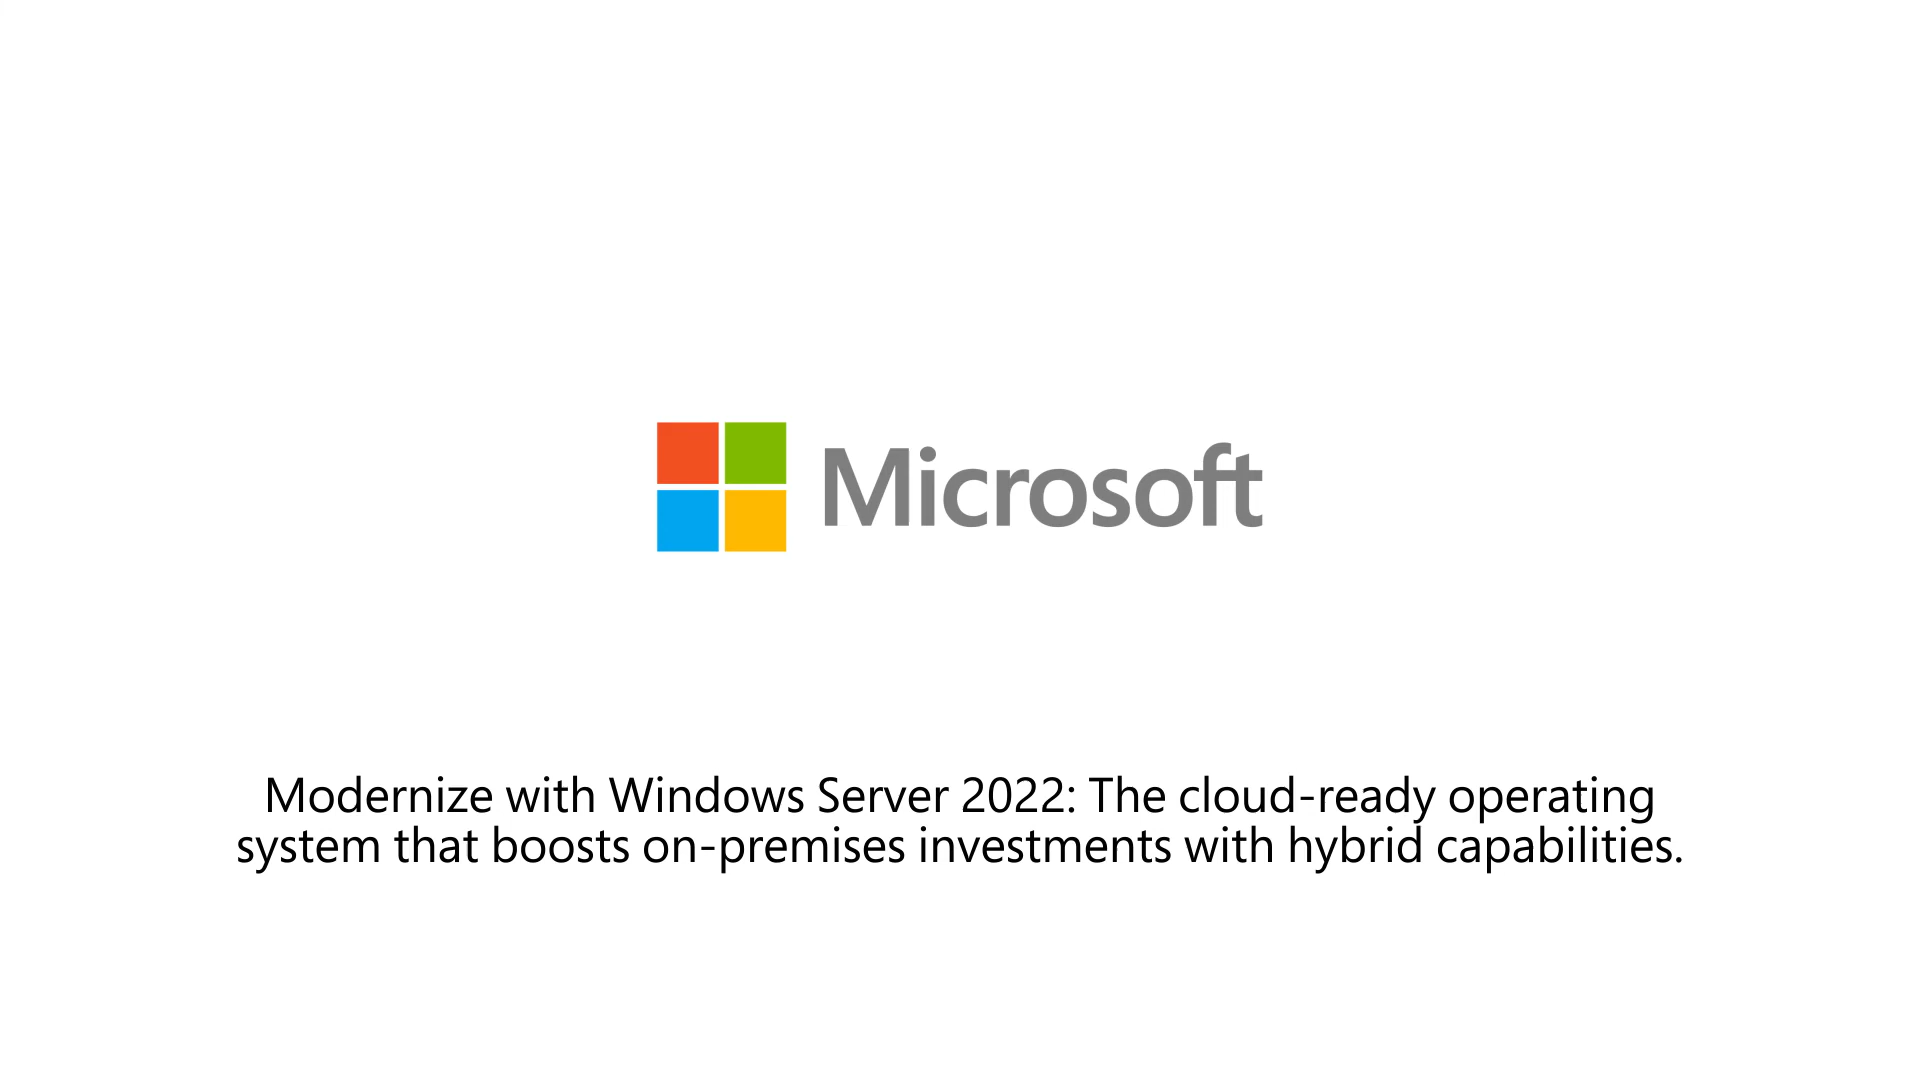 Microsoft
Modernize with Windows Server 2022: The cloud-ready operating
system that boosts on-premises investments with hybrid capabilities.